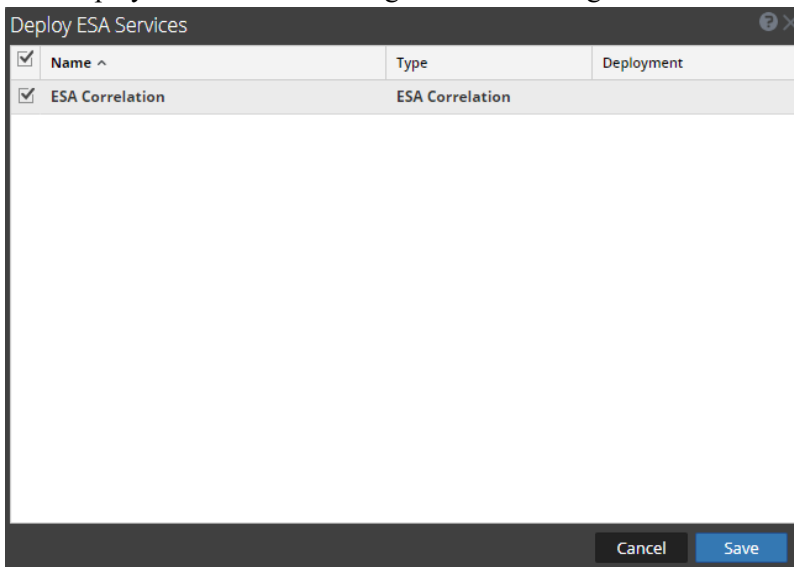 Deploy ESA Services
Name
Type
Deployment
ESA Correlation
ESA Correlation
Cancel
Save